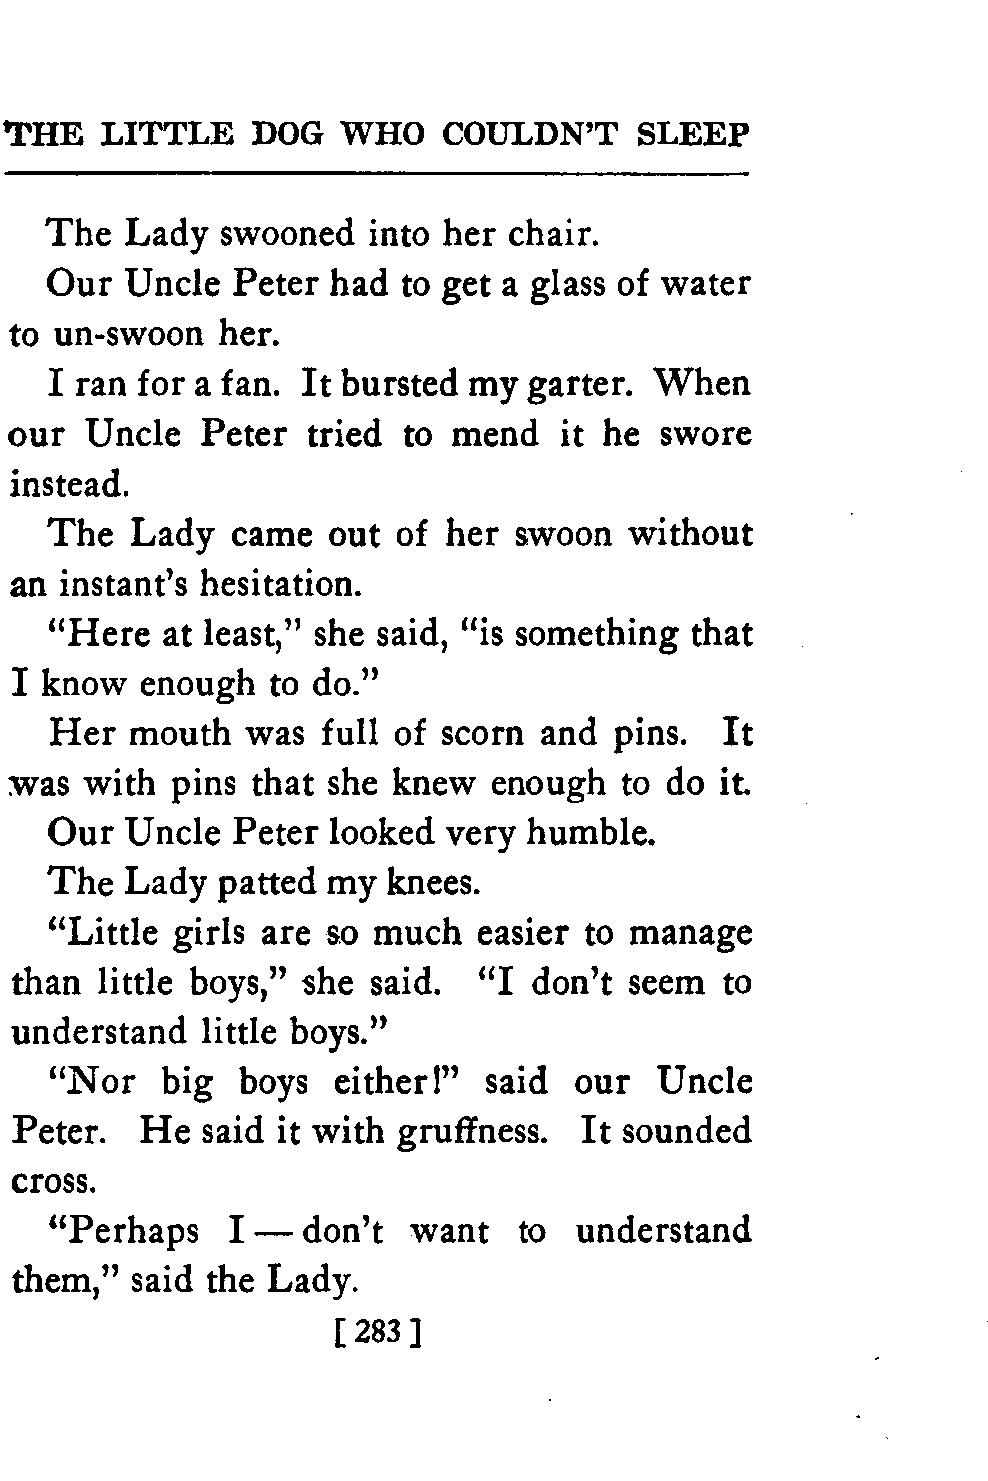 THE LITTLE DOG WHO COULDN'T SLEEP
The Lady swooned into her chair.
Our Uncle Peter had to get a glass of water
to un-swoon her.
I ran for a fan. It bursted my garter. When
our Uncle Peter tried to mend it he swore
instead.
The Lady came out of her swoon without
an instant's hesitation.
"Here at least," she said, "is something that
I know enough to do."
Her mouth was full of scorn and pins. It
was with pins that she knew enough to do it.
Our Uncle Peter looked very humble.
The Lady patted my knees.
"Little girls are so much easier to manage
than little boys," she said. "I don't seem to
understand little boys."
"Nor big boys either!" said our Uncle
Peter. He said it with gruffness. It sounded
cross.
"Perhaps I — don't want to understand
them," said the Lady.
[ 283 ]